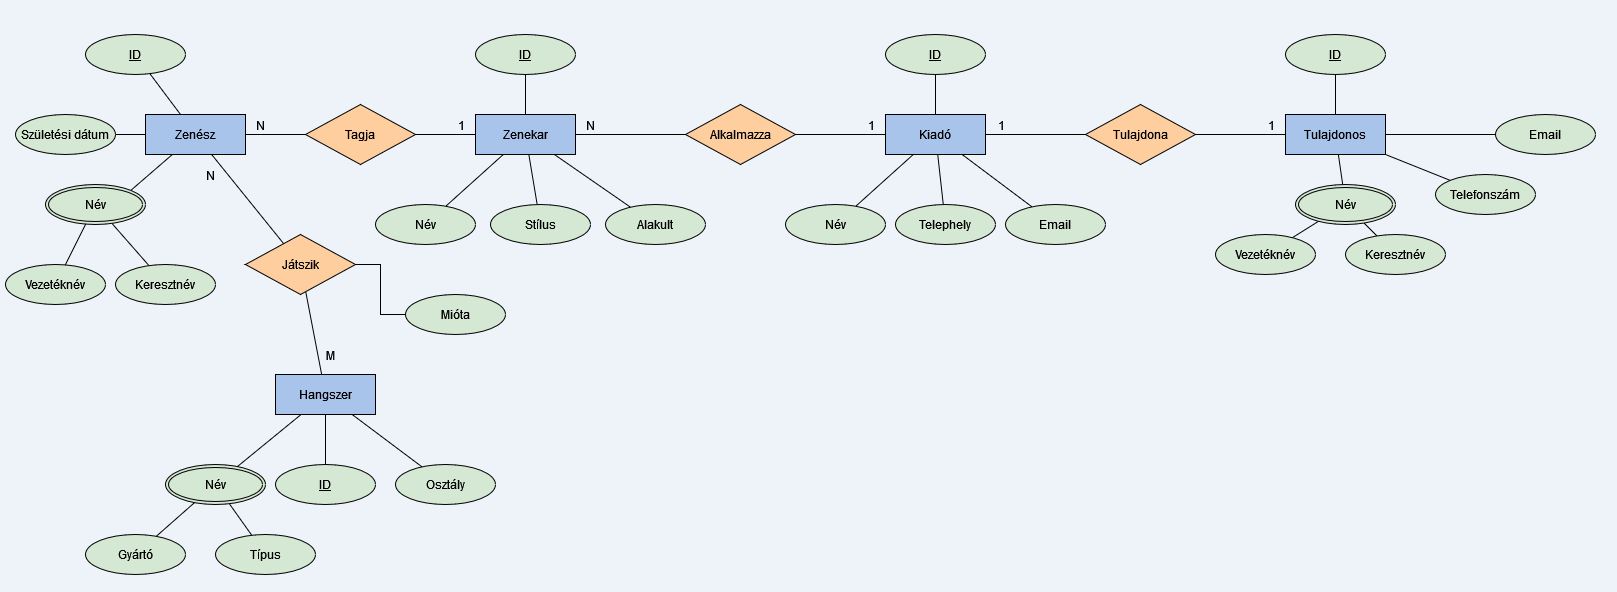 ID
ID
ID
ID
Születési dátum
Zenész
N
Tagja
1
Zenekar
N
Alkalmazza
1
Kiadó
1
Tulajdona
1
Tulajdonos
Email
N
Név
Név
Stílus
Alakult
Név
Telephely
Email
Név
Telefonszám
Vezetéknév
Keresztnév
Játszik
Mióta
Vezetéknév
Keresztnév
M
Hangszer
Név
ID
Osztály
Gyártó
Típus